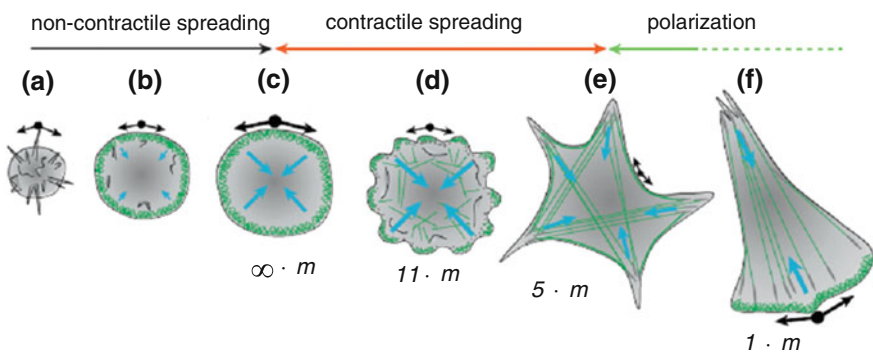 non-contractile spreading contractile spreading polarization
(a) (b) (c) (d) (e) (f)
∞ · m
11 · m
5 · m
1 · m